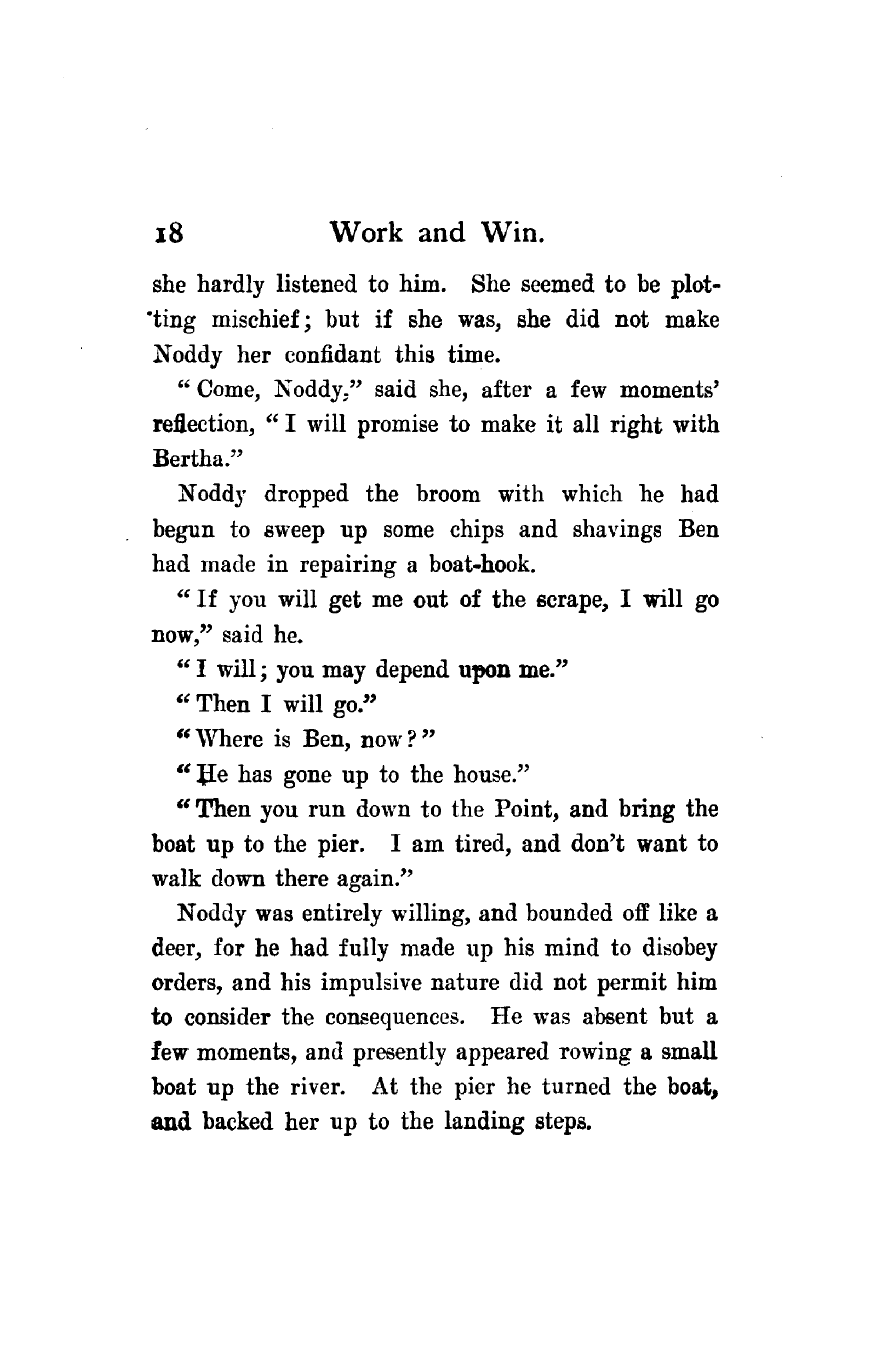 18 Work and Win.
she hardly listened to him. She seemed to be plot-
ting mischief; but if she was, she did not make
Noddy her confidant this time.
“Come, Noddy,” said she, after a few moments’
reflection, “I will promise to make it all right with
Bertha.”
Noddy dropped the broom with which he had
begun to sweep up some chips and shavings Ben
had made in repairing a boat-hook.
“If you will get me out of the scrape, I will go
now,” said he.
“I will; you may depend upon me.”
“Then I will go.”
“Where is Ben, now?”
“He has gone up to the house.”
“Then you run down to the Point, and bring the
boat up to the pier. I am tired, and don’t want to
walk down there again.”
Noddy was entirely willing, and bounded off like a
deer, for he had fully made up his mind to disobey
orders, and his impulsive nature did not permit him
to consider the consequences. He was absent but a
few moments, and presently appeared rowing a small
boat up the river. At the pier he turned the boat,
and backed her up to the landing steps.